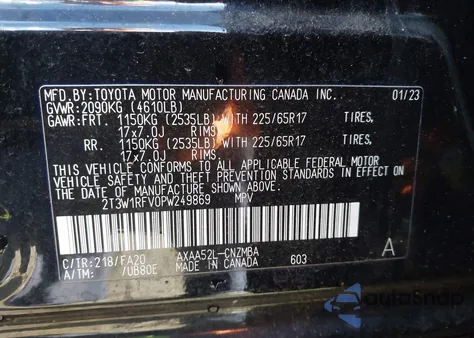 MFD.BY:TOYOTA MOTOR MANUFACTURING CANADA INC. 01/23
GVWR:2090KG (4610LB)
GAWR:FRT. 1150KG (2535LB) WITH 225/65R17 TIRES,
17x7.0J RIMS,
RR. 1150KG (2535LB) WITH 225/65R17 TIRES,
17x7.0J RIMS,
THIS VEHICLE CONFORMS TO ALL APPLICABLE FEDERAL MOTOR
VEHICLE SAFETY AND THEFT PREVENTION STANDARDS IN EFFECT ON
THE DATE OF MANUFACTURE SHOWN ABOVE.
2T3W1RFV0PW249869 MPV
C/TR:218/FA20 AXAA52L-CNZMBA A
A/TM: /UB80E MADE IN CANADA 603
autoSnap